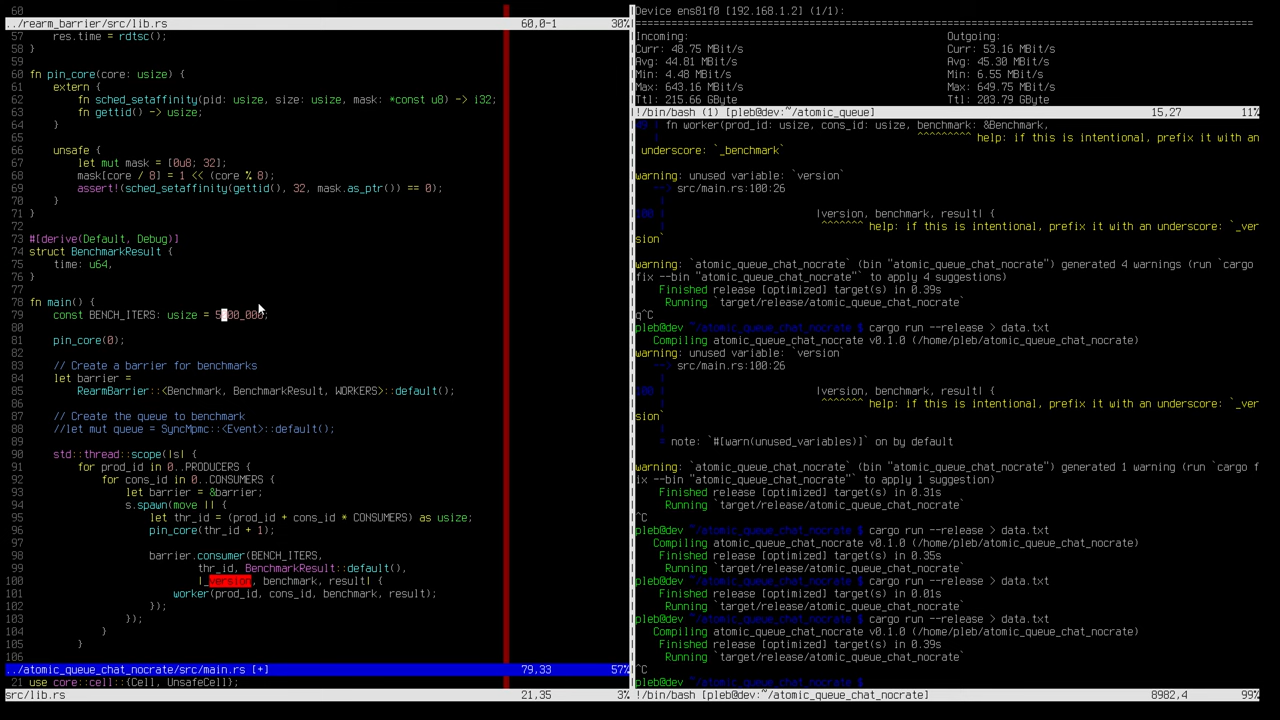 60
../rearm_barrier/src/lib.rs 60,0-1 30%
57 res.time = rdtsc();
58 }
59
60 fn pin_core(core: usize) {
61 extern {
62 fn sched_setaffinity(pid: usize, size: usize, mask: *const u8) -> i32;
63 fn gettid() -> usize;
64 }
65
66 unsafe {
67 let mut mask = [0u8; 32];
68 mask[core / 8] = 1 << (core % 8);
69 assert!(sched_setaffinity(gettid(), 32, mask.as_ptr()) == 0);
70 }
71 }
72
73 #[derive(Default, Debug)]
74 struct BenchmarkResult {
75 time: u64,
76 }
77
78 fn main() {
79 const BENCH_ITERS: usize = 5 00_000;
80
81 pin_core(0);
82
83 // Create a barrier for benchmarks
84 let barrier =
85 RearmBarrier::<Benchmark, BenchmarkResult, WORKERS>::default();
86
87 // Create the queue to benchmark
88 //let mut queue = SyncMpmc::<Event>::default();
89
90 std::thread::scope(|s| {
91 for prod_id in 0..PRODUCERS {
92 for cons_id in 0..CONSUMERS {
93 let barrier = &barrier;
94 s.spawn(move || {
95 let thr_id = (prod_id + cons_id * CONSUMERS) as usize;
96 pin_core(thr_id + 1);
97
98 barrier.consumer(BENCH_ITERS,
99 thr_id, BenchmarkResult::default(),
100 |_version, benchmark, result| {
101 worker(prod_id, cons_id, benchmark, result);
102 });
103 });
104 }
105 }
106
../atomic_queue_chat_nocrate/src/main.rs [+] 79,33 57%
21 use core::cell::{Cell, UnsafeCell};
src/lib.rs 21,35 3%
Device ens81f0 [192.168.1.2] (1/1):
================================================================
Incoming: Outgoing:
Curr: 48.75 MBit/s Curr: 53.16 MBit/s
Avg: 44.81 MBit/s Avg: 45.30 MBit/s
Min: 4.48 MBit/s Min: 6.55 MBit/s
Max: 643.16 MBit/s Max: 649.75 MBit/s
Ttl: 215.66 GByte Ttl: 203.79 GByte
!/bin/bash (1) [pleb@dev:~/atomic_queue] 15,27 11%
fn worker(prod_id: usize, cons_id: usize, benchmark: &Benchmark,
^^^^^^^^^ help: if this is intentional, prefix it with an
underscore: `_benchmark`

warning: unused variable: `version`
--> src/main.rs:100:26
|
100 | |version, benchmark, result| {
| ^^^^^^^ help: if this is intentional, prefix it with an underscore: `_ver
sion`

warning: `atomic_queue_chat_nocrate` (bin "atomic_queue_chat_nocrate") generated 4 warnings (run `cargo
fix --bin "atomic_queue_chat_nocrate"` to apply 4 suggestions)
Finished release [optimized] target(s) in 0.39s
Running `target/release/atomic_queue_chat_nocrate`
q^C
pleb@dev ~/atomic_queue_chat_nocrate $ cargo run --release > data.txt
Compiling atomic_queue_chat_nocrate v0.1.0 (/home/pleb/atomic_queue_chat_nocrate)
warning: unused variable: `version`
--> src/main.rs:100:26
|
100 | |version, benchmark, result| {
| ^^^^^^^ help: if this is intentional, prefix it with an underscore: `_ver
sion`
|
= note: `#[warn(unused_variables)]` on by default

warning: `atomic_queue_chat_nocrate` (bin "atomic_queue_chat_nocrate") generated 1 warning (run `cargo f
ix --bin "atomic_queue_chat_nocrate"` to apply 1 suggestion)
Finished release [optimized] target(s) in 0.31s
Running `target/release/atomic_queue_chat_nocrate`
^C
pleb@dev ~/atomic_queue_chat_nocrate $ cargo run --release > data.txt
Compiling atomic_queue_chat_nocrate v0.1.0 (/home/pleb/atomic_queue_chat_nocrate)
Finished release [optimized] target(s) in 0.35s
Running `target/release/atomic_queue_chat_nocrate`
pleb@dev ~/atomic_queue_chat_nocrate $ cargo run --release > data.txt
Finished release [optimized] target(s) in 0.01s
Running `target/release/atomic_queue_chat_nocrate`
pleb@dev ~/atomic_queue_chat_nocrate $ cargo run --release > data.txt
Compiling atomic_queue_chat_nocrate v0.1.0 (/home/pleb/atomic_queue_chat_nocrate)
Finished release [optimized] target(s) in 0.39s
Running `target/release/atomic_queue_chat_nocrate`
^C
pleb@dev ~/atomic_queue_chat_nocrate $
!/bin/bash [pleb@dev:~/atomic_queue_chat_nocrate] 8982,4 99%